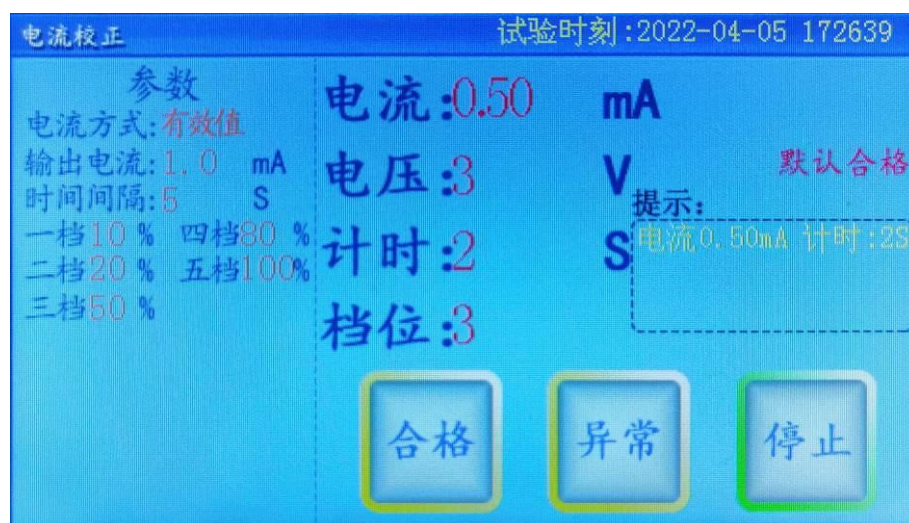 电流校正
试验时刻:2022-04-05 172639
参数
电流方式:有效值
输出电流:1.0 mA
时间间隔:5 S
一档10 % 四档80 %
二档20 % 五档100%
三档50 %
电流:0.50 mA
电压:3 V
计时:2 S
档位:3
默认合格
提示:
电流0.50mA 计时:2S
合格
异常
停止